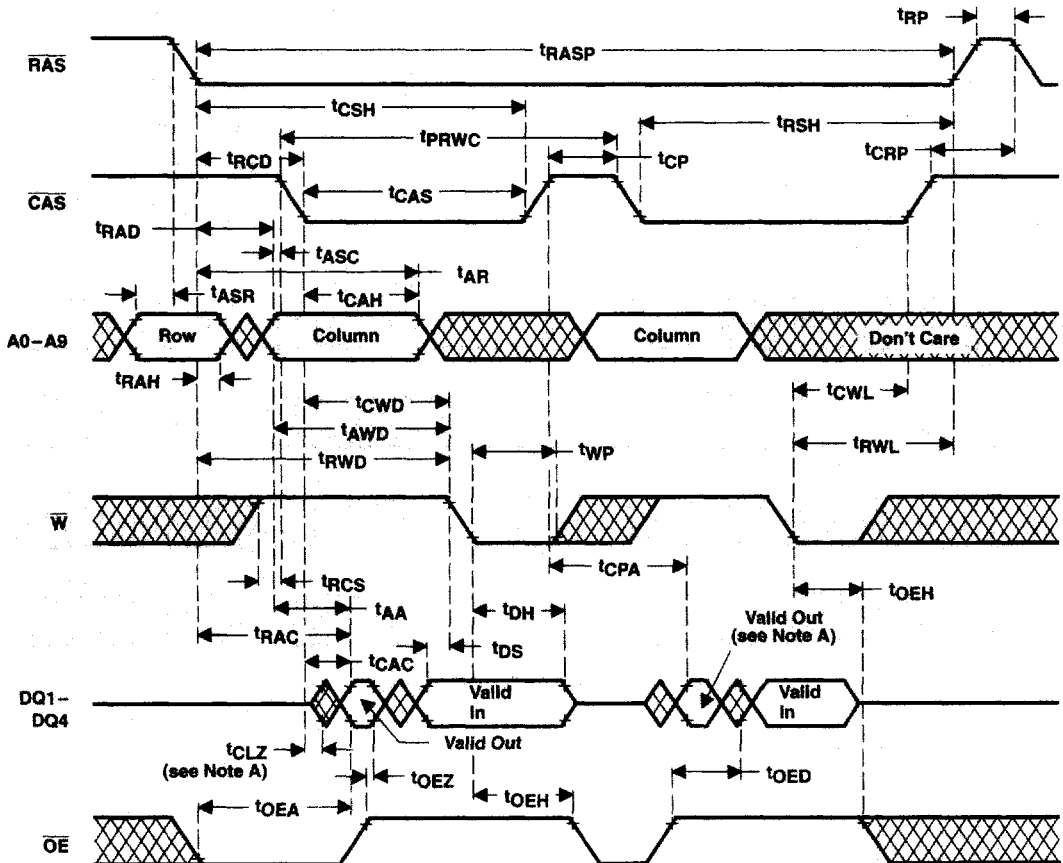 tRP
RAS
tRASP
tCSH
tPRWC
tRSH
tRCD
tCP
tCRP
CAS
tCAS
tRAD
tASC
tAR
tASR
tCAH
A0–A9
Row
Column
Column
Don't Care
tRAH
tCWD
tCWL
tAWD
tWP
tRWD
tRWL
W
tCPA
tRCS
tOEH
tAA
tDH
Valid Out
(see Note A)
tRAC
tDS
tCAC
DQ1–
DQ4
Valid
In
Valid
In
Valid Out
tCLZ
(see Note A)
tOEZ
tOED
tOEA
tOEH
OE